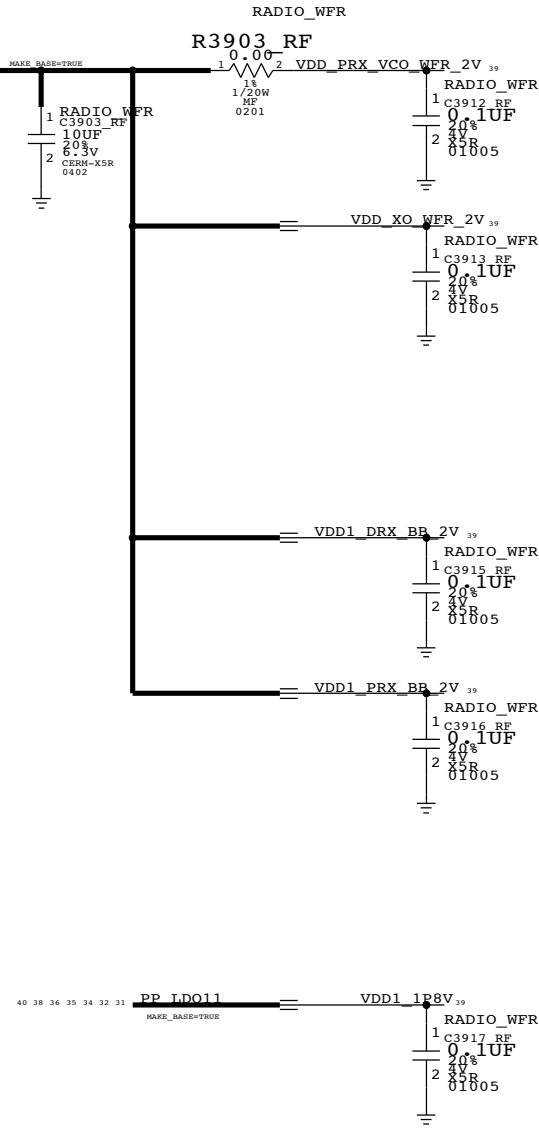 RADIO_WFR
R3903_RF
0.00
MAKE_BASE=TRUE
1
2
VDD_PRX_VCO_WFR_2V
1%
1/20W
MF
0201
RADIO_WFR
1
C3912_RF
0.1UF
20%
4V
X5R
01005
RADIO_WFR
1
C3903_RF
10UF
20%
2
6.3V
CERM-X5R
0402
VDD_XO_WFR_2V 39
RADIO_WFR
1
C3913_RF
0.1UF
20%
4V
2
X5R
01005
VDD1_DRX_BB_2V 39
RADIO_WFR
1
C3915_RF
0.1UF
20%
4V
2
X5R
01005
VDD1_PRX_BB_2V 39
RADIO_WFR
1
C3916_RF
0.1UF
20%
4V
2
X5R
01005
40 38 36 35 34 32 31 PP_LDO11
MAKE_BASE=TRUE
VDD1_1P8V 39
RADIO_WFR
1
C3917_RF
0.1UF
20%
4V
2
X5R
01005